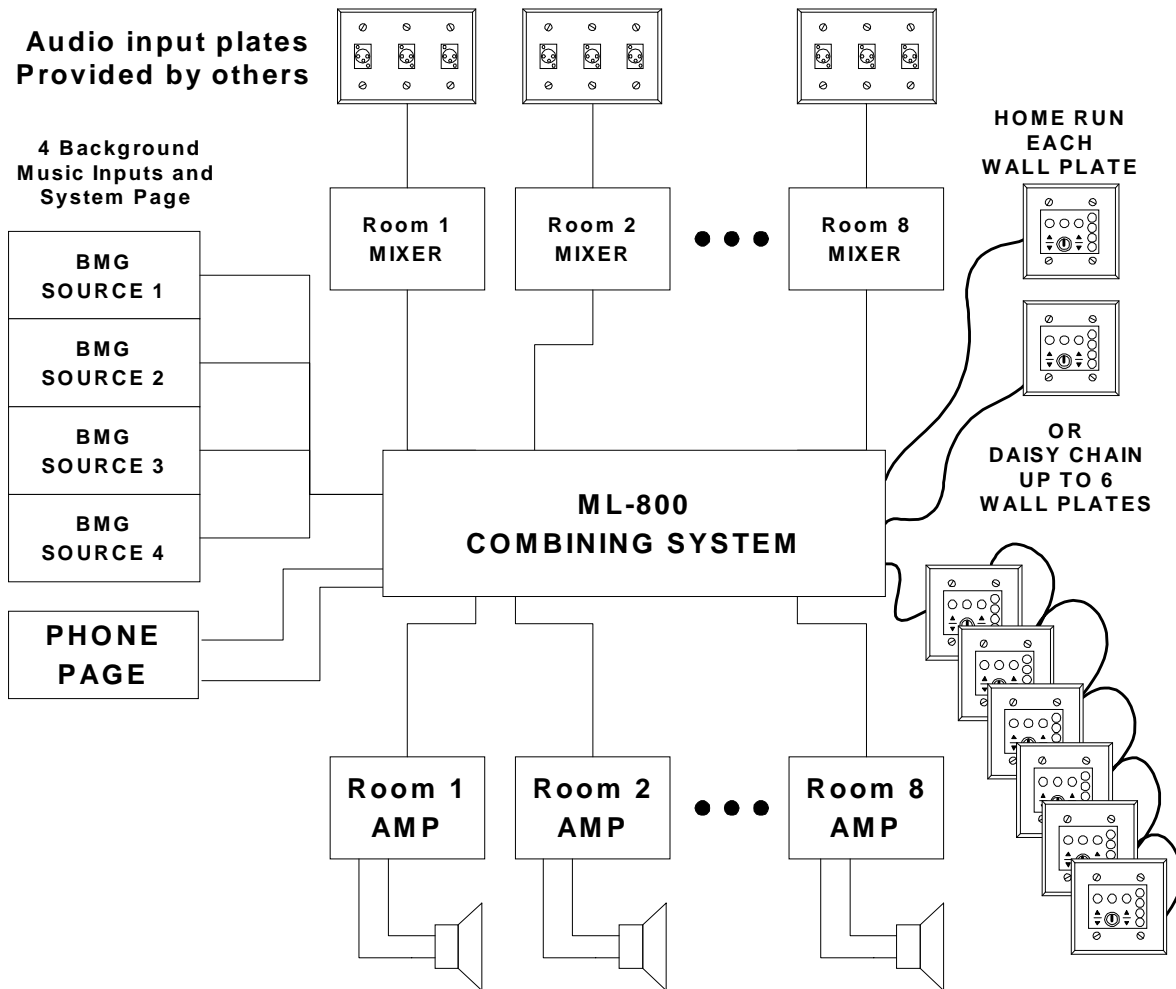 Audio input plates
Provided by others
4 Background
Music Inputs and
System Page
HOME RUN
EACH
WALL PLATE
Room 1
MIXER
Room 2
MIXER
Room 8
MIXER
BMG
SOURCE 1
BMG
SOURCE 2
BMG
SOURCE 3
BMG
SOURCE 4
OR
DAISY CHAIN
UP TO 6
WALL PLATES
ML-800
COMBINING SYSTEM
PHONE
PAGE
Room 1
AMP
Room 2
AMP
Room 8
AMP